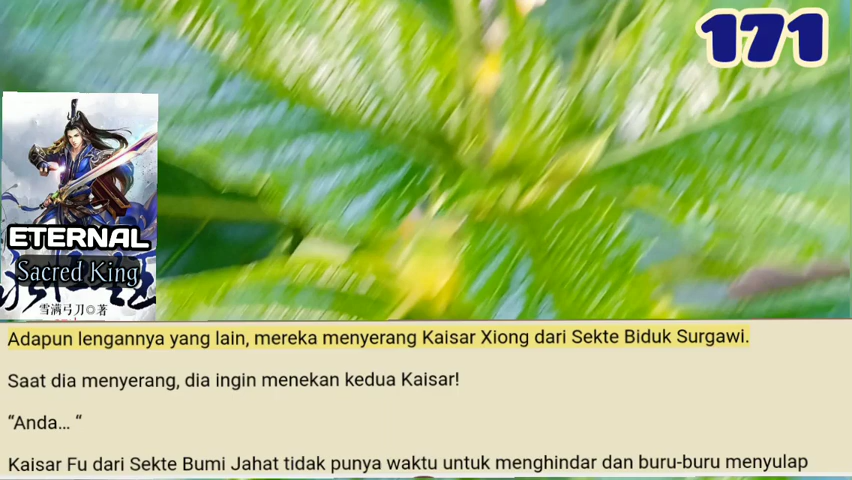 171
ETERNAL
Sacred King
雪满弓刀◎著
Adapun lengannya yang lain, mereka menyerang Kaisar Xiong dari Sekte Biduk Surgawi.
Saat dia menyerang, dia ingin menekan kedua Kaisar!
“Anda... “
Kaisar Fu dari Sekte Bumi Jahat tidak punya waktu untuk menghindar dan buru-buru menyulap